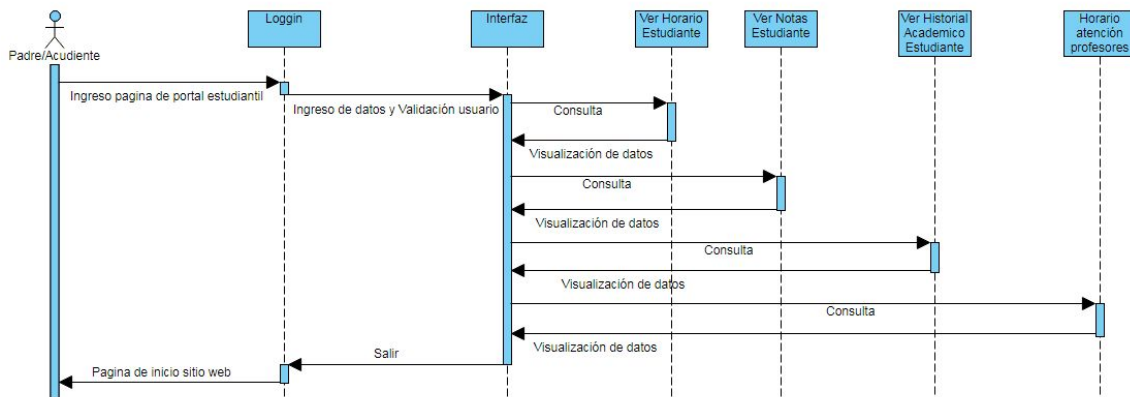 Padre/Acudiente
Loggin
Interfaz
Ver Horario
Estudiante
Ver Notas
Estudiante
Ver Historial
Academico
Estudiante
Horario
atención
profesores
Ingreso pagina de portal estudiantil
Ingreso de datos y Validación usuario
Consulta
Visualización de datos
Consulta
Visualización de datos
Consulta
Visualización de datos
Consulta
Visualización de datos
Salir
Pagina de inicio sitio web